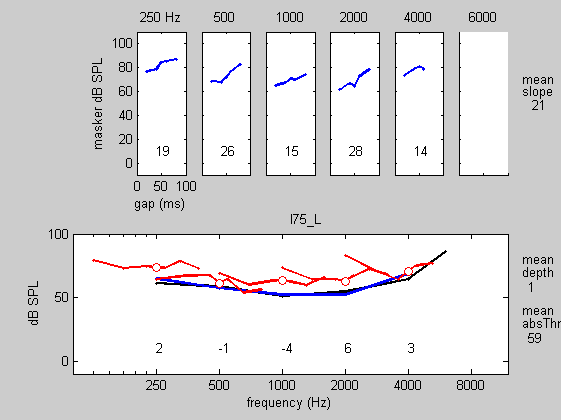 250 Hz 500 1000 2000 4000 6000
100
80
60
40
20
0
masker dB SPL
19 26 15 28 14
mean
slope
21
0 50 100
gap (ms)
I75_L
100
50
0
dB SPL
2 -1 -4 6 3
mean
depth
1
mean
absThr
59
250 500 1000 2000 4000 8000
frequency (Hz)